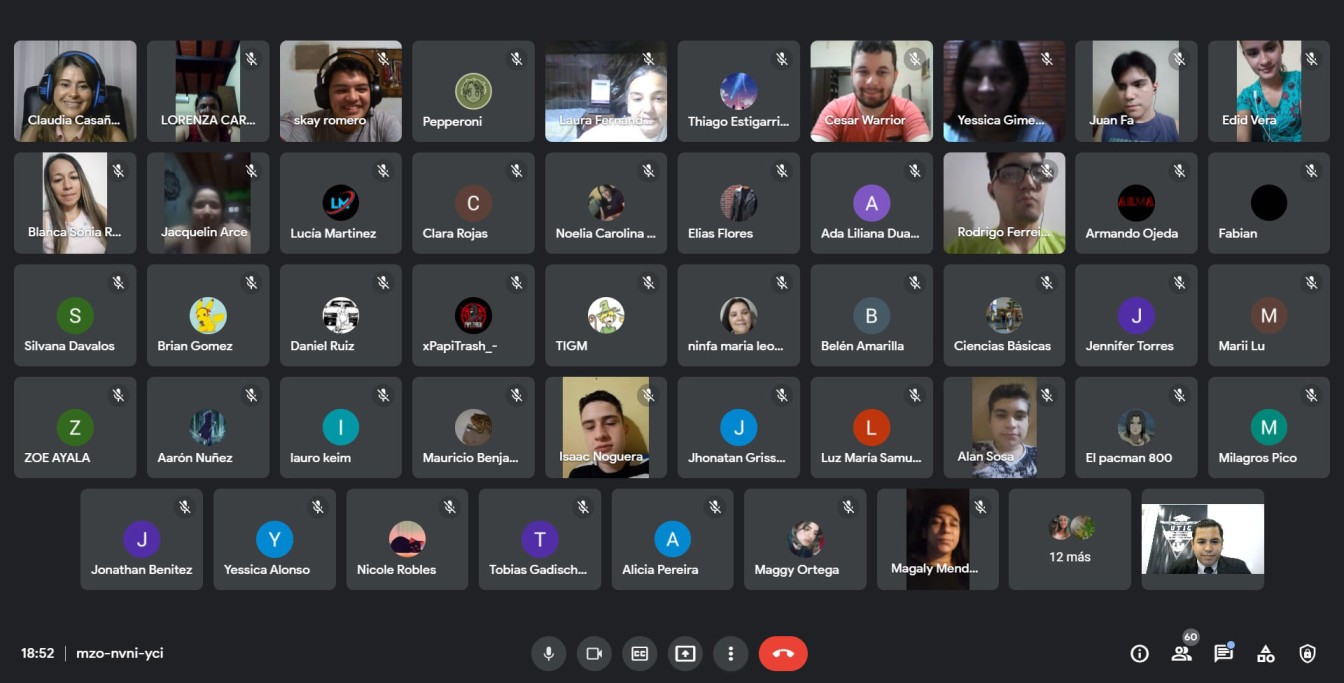 Claudia Casañ...
LORENZA CAR...
skay romero
Pepperoni
Laura Fernánd...
Thiago Estigarri...
Cesar Warrior
Yessica Gime...
Juan Fa
Edid Vera
Blanca Sonia R...
Jacquelin Arce
LM
Lucía Martinez
C
Clara Rojas
Noelia Carolina ...
Elias Flores
A
Ada Liliana Dua...
Rodrigo Ferrei...
Armando Ojeda
Fabian
S
Silvana Davalos
Brian Gomez
Daniel Ruiz
xPapiTrash_-
TIGM
ninfa maria leo...
B
Belén Amarilla
Ciencias Básicas
J
Jennifer Torres
M
Marii Lu
Z
ZOE AYALA
Aarón Nuñez
I
lauro keim
Mauricio Benja...
Isaac Noguera
J
Jhonatan Griss...
L
Luz María Samu...
Alan Sosa
El pacman 800
M
Milagros Pico
J
Jonathan Benitez
Y
Yessica Alonso
Nicole Robles
T
Tobias Gadisch...
A
Alicia Pereira
Maggy Ortega
Magaly Mend...
12 más
UTIC
18:52 | mzo-nvni-yci
CC
60